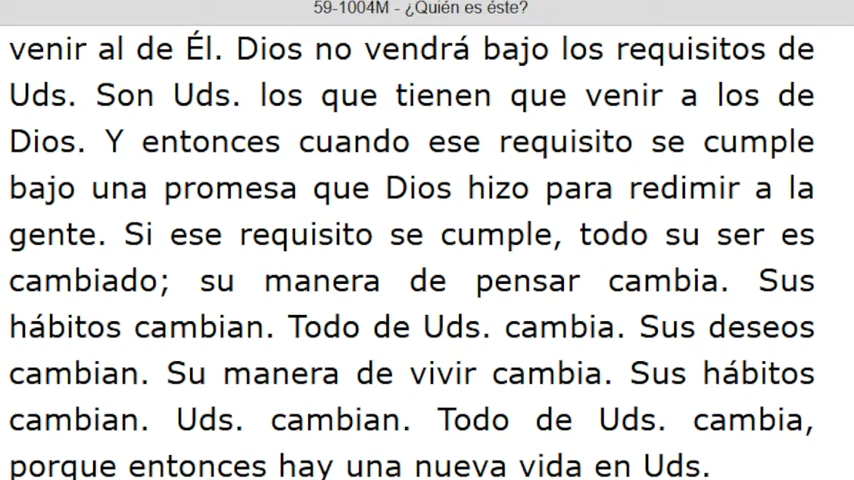 59-1004M - ¿Quién es éste?
venir al de Él. Dios no vendrá bajo los requisitos de
Uds. Son Uds. los que tienen que venir a los de
Dios. Y entonces cuando ese requisito se cumple
bajo una promesa que Dios hizo para redimir a la
gente. Si ese requisito se cumple, todo su ser es
cambiado; su manera de pensar cambia. Sus
hábitos cambian. Todo de Uds. cambia. Sus deseos
cambian. Su manera de vivir cambia. Sus hábitos
cambian. Uds. cambian. Todo de Uds. cambia,
porque entonces hay una nueva vida en Uds.